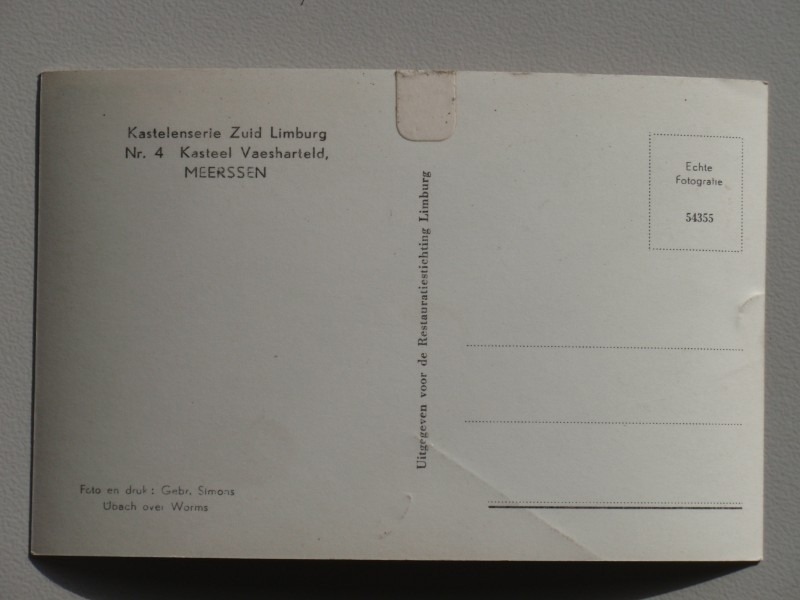 Kastelenserie Zuid Limburg
Nr. 4 Kasteel Vaesharteld,
MEERSSEN
Foto en druk : Gebr. Simons
Ubach over Worms
Uitgegeven voor de Restauratiestichting Limburg
Echte
Fotografie
54355